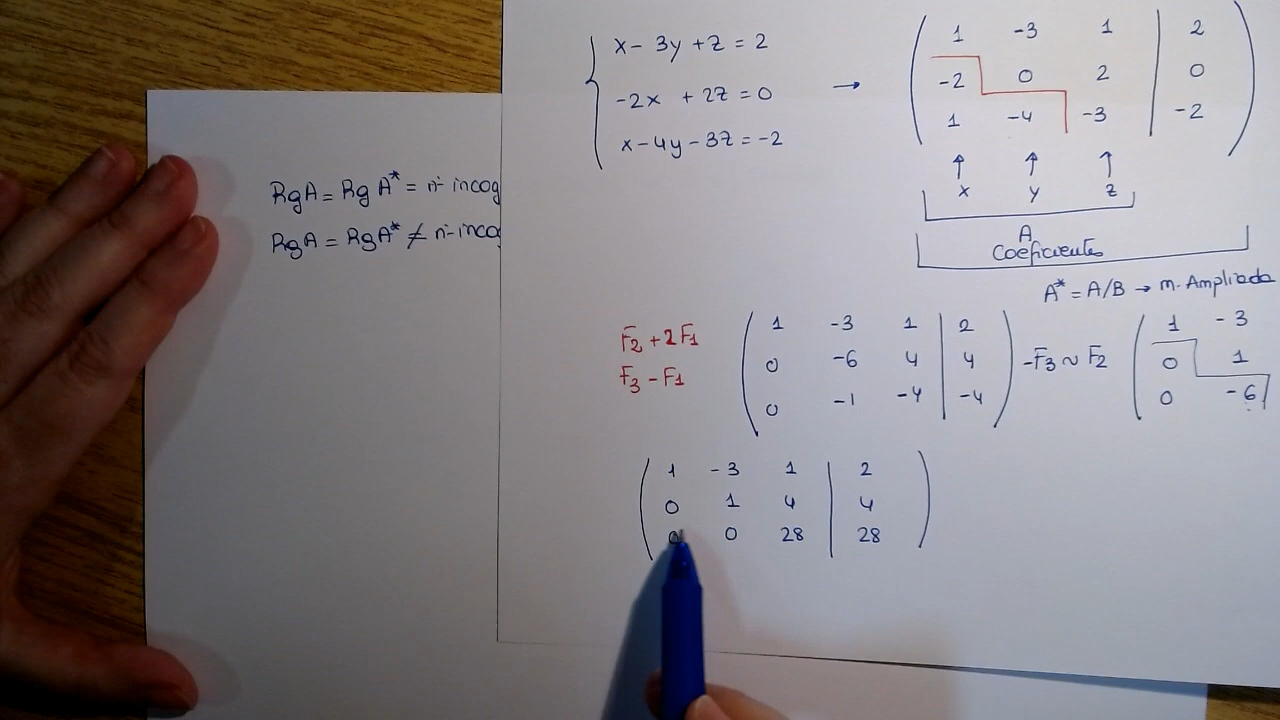 x - 3y + z = 2
-2x + 2z = 0
x - 4y - 3z = -2
→
1 -3 1 | 2
-2 0 2 | 0
1 -4 -3 | -2
↑ ↑ ↑
x y z
A
Coeficientes
A* = A/B → m. Ampliada
RgA = Rg A* = nº incog
RgA = RgA* ≠ nº incog
F2 + 2F1
F3 - F1
1 -3 1 | 2
0 -6 4 | 4
0 -1 -4 | -4
-F3 ~ F2
1 -3
0 1
0 -6
1 -3 1 | 2
0 1 4 | 4
0 0 28 | 28